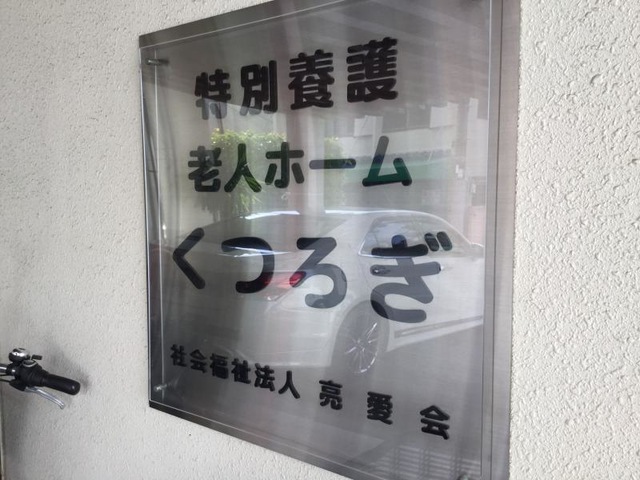 特別養護
老人ホーム
くつろぎ
社会福祉法人 亮愛会